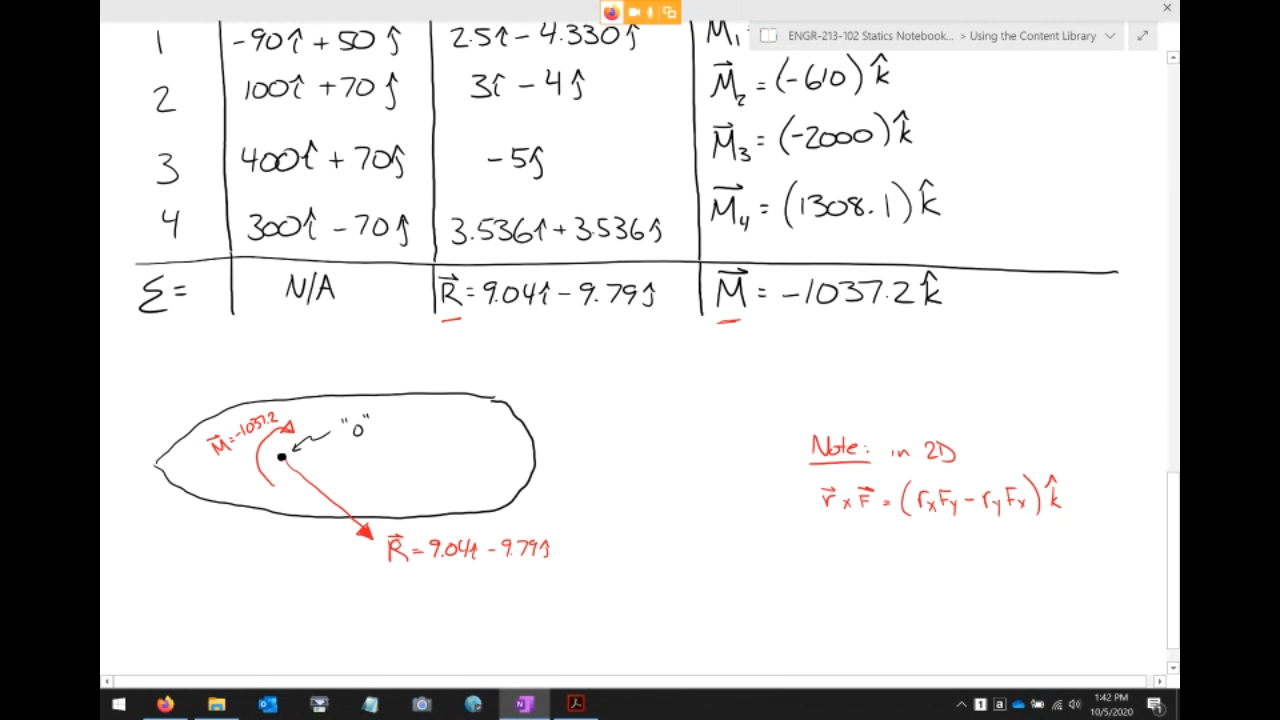 ENGR-213-102 Statics Notebook... > Using the Content Library
1 -90î + 50ĵ 2.5î - 4.330ĵ M⃗₁ =
2 100î + 70ĵ 3î - 4ĵ M⃗₂ = (-610) k̂
3 400î + 70ĵ -5ĵ M⃗₃ = (-2000) k̂
4 300î - 70ĵ 3.536î + 3.536ĵ M⃗₄ = (1308.1) k̂
Σ = N/A R⃗ = 9.04î - 9.79ĵ M⃗ = -1037.2 k̂
M⃗ = -1037.2
"O"
R⃗ = 9.04î - 9.79ĵ
Note: in 2D
r⃗ × F⃗ = (rₓFᵧ - rᵧFₓ) k̂
1:42 PM
10/5/2020